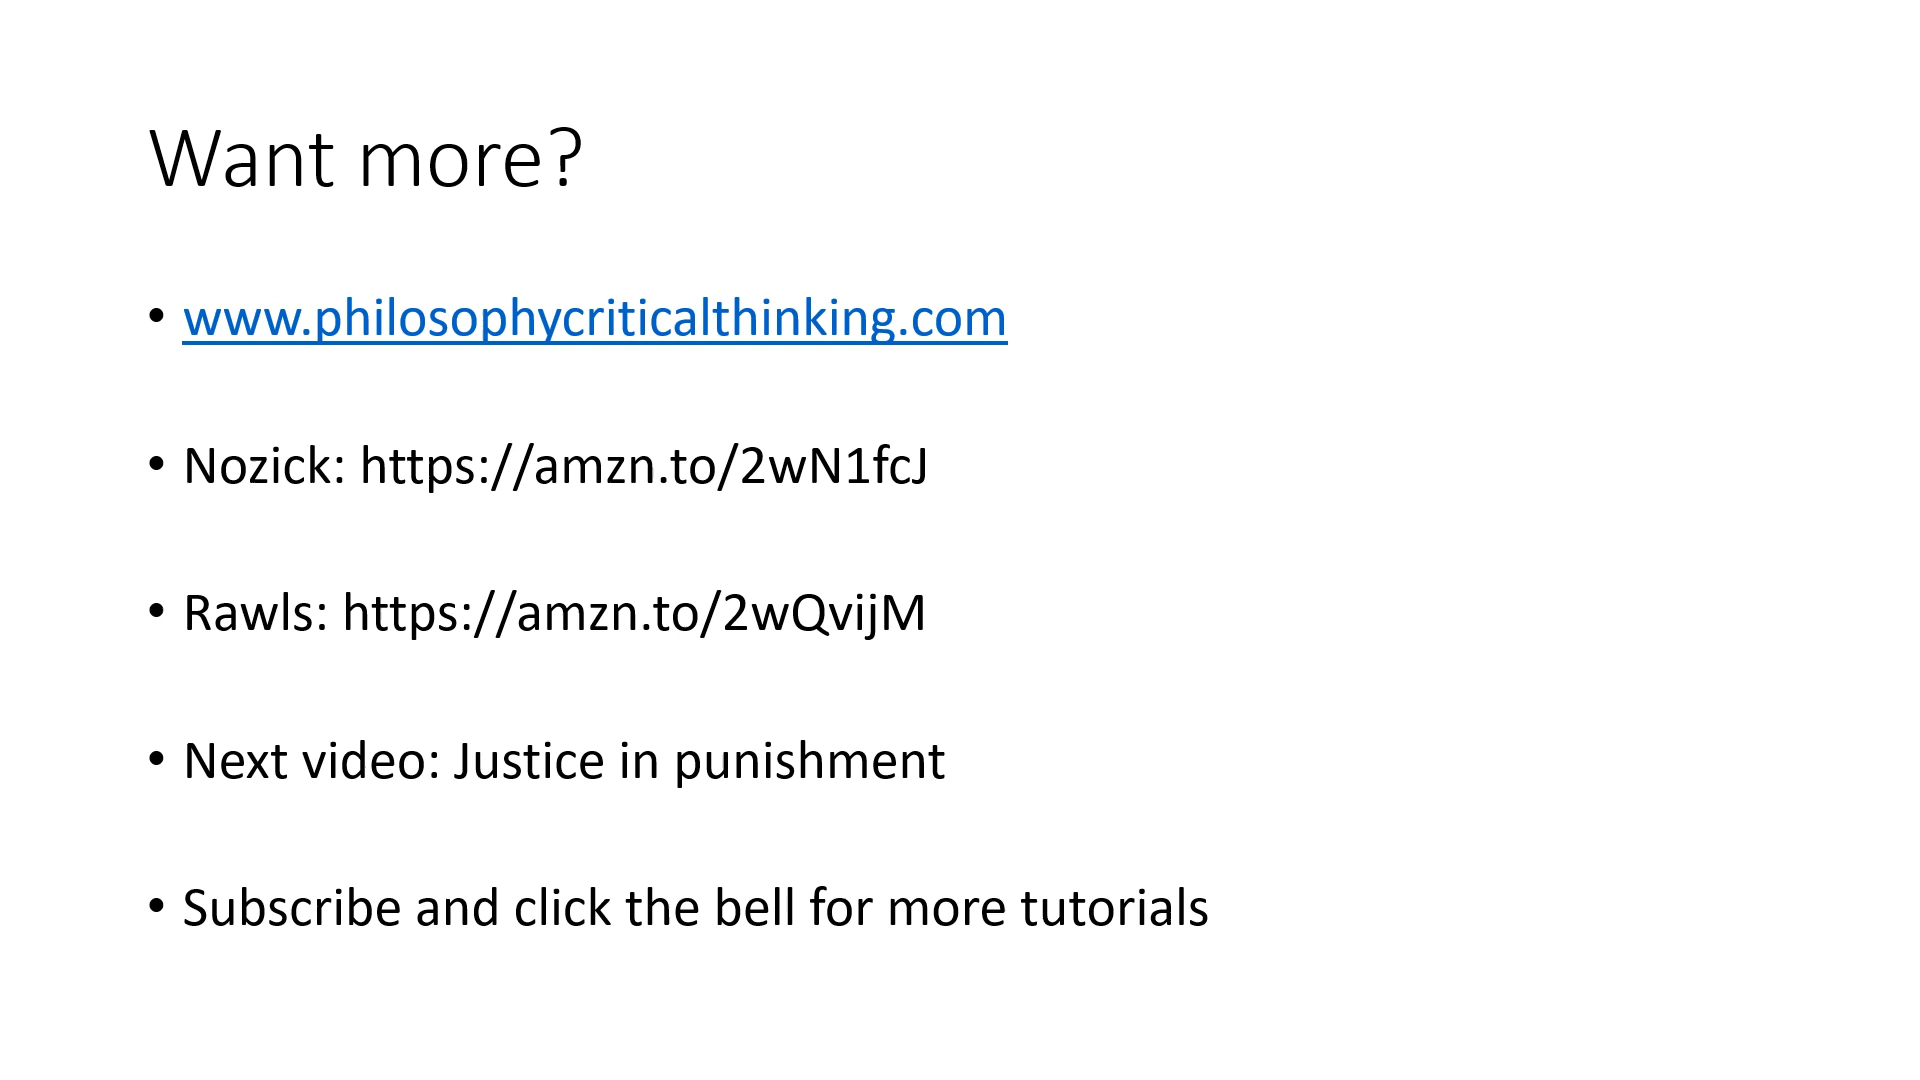 Want more?
• www.philosophycriticalthinking.com
• Nozick: https://amzn.to/2wN1fcJ
• Rawls: https://amzn.to/2wQvijM
• Next video: Justice in punishment
• Subscribe and click the bell for more tutorials